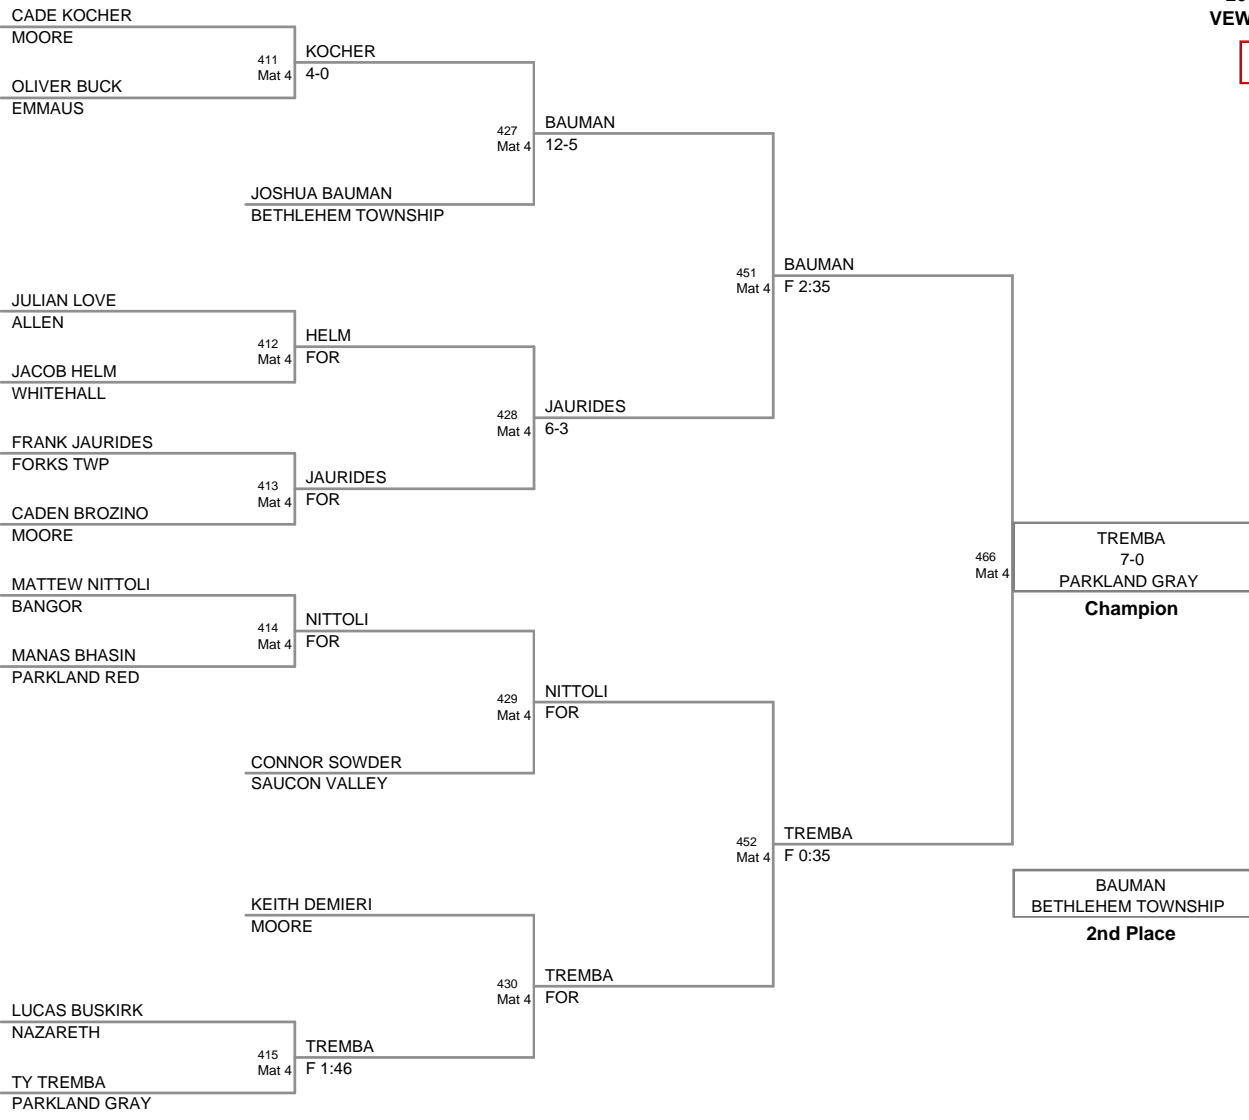 VEW
CADE KOCHER
MOORE
411
Mat 4
KOCHER
4-0
OLIVER BUCK
EMMAUS
427
Mat 4
BAUMAN
12-5
JOSHUA BAUMAN
BETHLEHEM TOWNSHIP
451
Mat 4
BAUMAN
F 2:35
JULIAN LOVE
ALLEN
412
Mat 4
HELM
FOR
JACOB HELM
WHITEHALL
428
Mat 4
JAURIDES
6-3
FRANK JAURIDES
FORKS TWP
413
Mat 4
JAURIDES
FOR
CADEN BROZINO
MOORE
466
Mat 4
TREMBA
7-0
PARKLAND GRAY
Champion
MATTEW NITTOLI
BANGOR
414
Mat 4
NITTOLI
FOR
MANAS BHASIN
PARKLAND RED
429
Mat 4
NITTOLI
FOR
CONNOR SOWDER
SAUCON VALLEY
452
Mat 4
TREMBA
F 0:35
BAUMAN
BETHLEHEM TOWNSHIP
2nd Place
KEITH DEMIERI
MOORE
430
Mat 4
TREMBA
FOR
LUCAS BUSKIRK
NAZARETH
415
Mat 4
TREMBA
F 1:46
TY TREMBA
PARKLAND GRAY